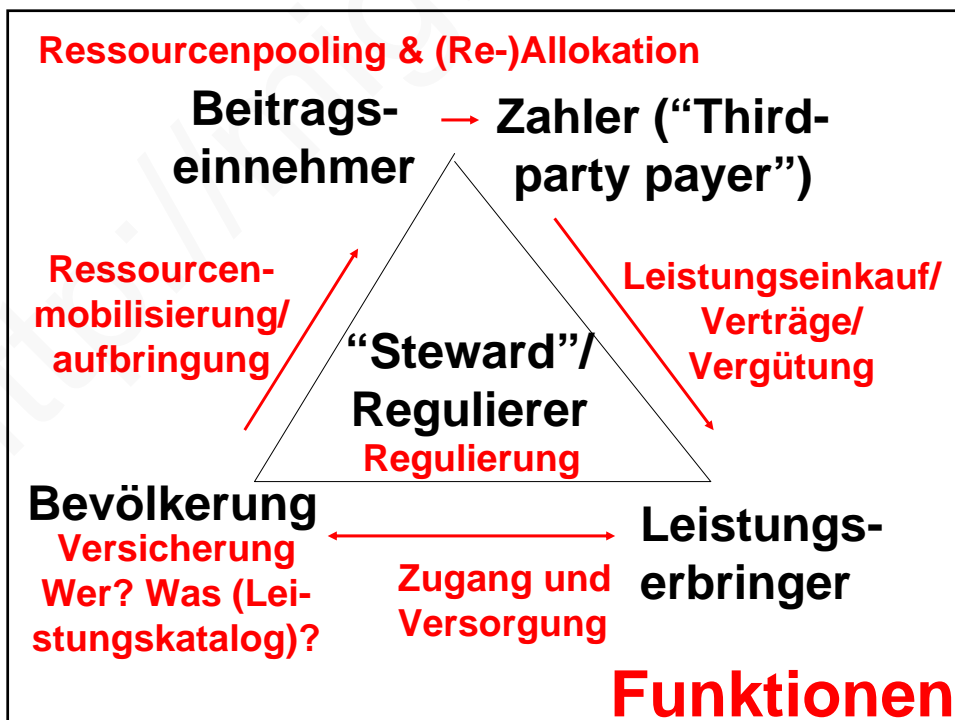 Ressourcenpooling & (Re-)Allokation
Beitrags-
einnehmer
Zahler (“Third-
party payer”)
Ressourcen-
mobilisierung/
aufbringung
Leistungseinkauf/
Verträge/
Vergütung
“Steward”/
Regulierer
Regulierung
Bevölkerung
Versicherung
Wer? Was (Lei-
stungskatalog)?
Zugang und
Versorgung
Leistungs-
erbringer
Funktionen